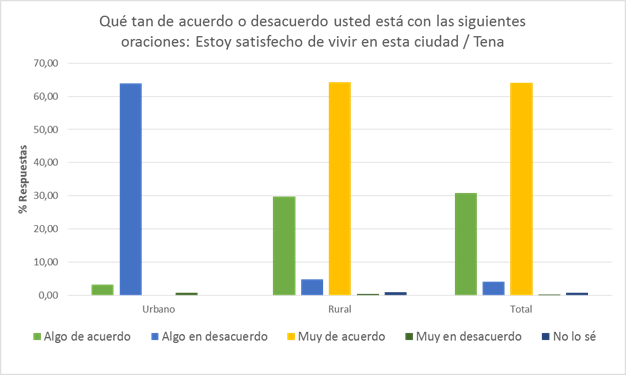 Qué tan de acuerdo o desacuerdo usted está con las siguientes
oraciones: Estoy satisfecho de vivir en esta ciudad / Tena
70,00
60,00
50,00
40,00
30,00
20,00
10,00
0,00
% Respuestas
Urbano Rural Total
Algo de acuerdo Algo en desacuerdo Muy de acuerdo Muy en desacuerdo No lo sé